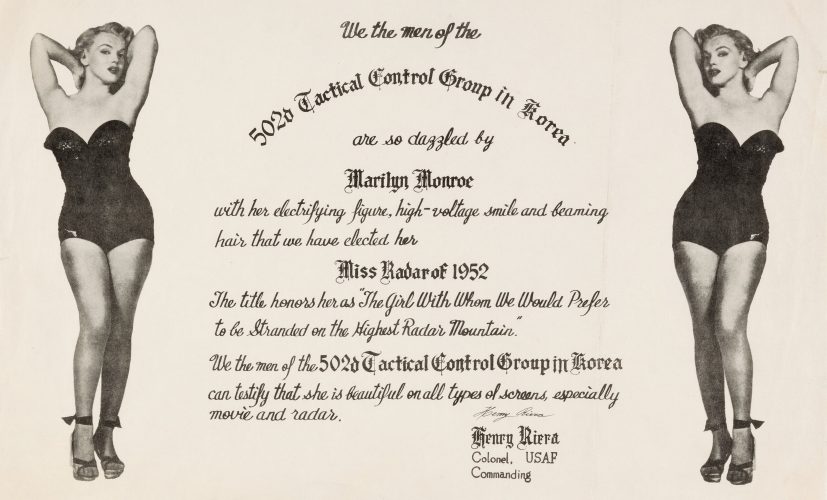 We the men of the
502d Tactical Control Group in Korea
are so dazzled by
Marilyn Monroe
with her electrifying figure, high-voltage smile and beaming
hair that we have elected her
Miss Radar of 1952
The title honors her as "The Girl With Whom We Would Prefer
to be Stranded on the Highest Radar Mountain."
We the men of the 502d Tactical Control Group in Korea
can testify that she is beautiful on all types of screens, especially
movie and radar.
Henry Riera
Henry Riera
Colonel, USAF
Commanding